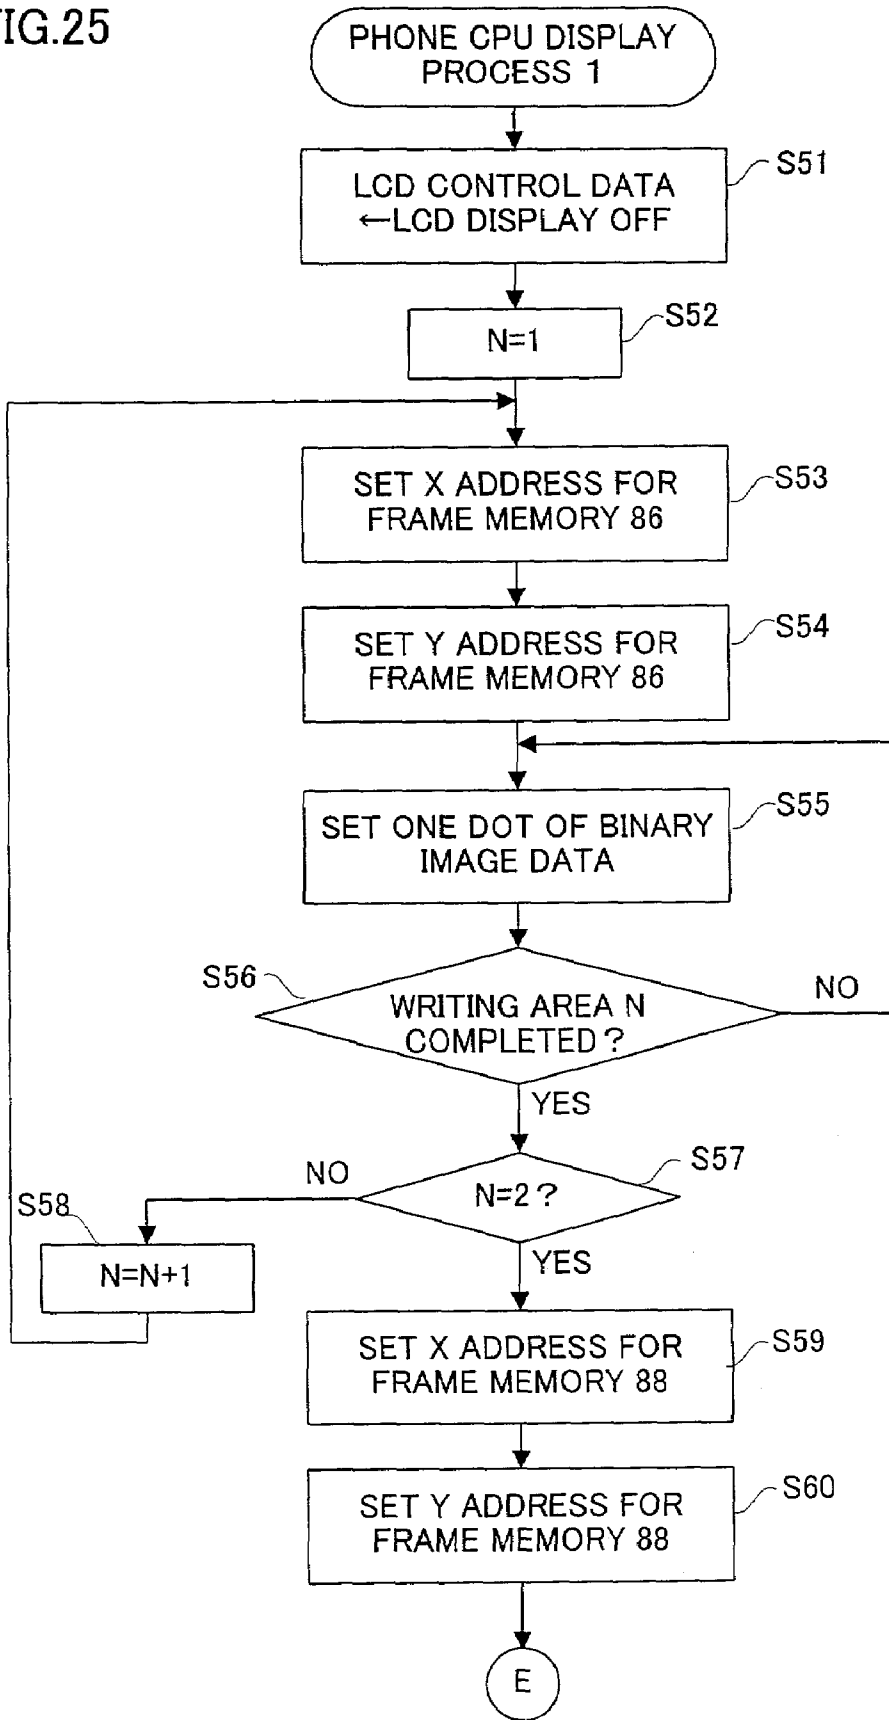 FIG.25
PHONE CPU DISPLAY
PROCESS 1
S51
LCD CONTROL DATA
←LCD DISPLAY OFF
S52
N=1
S53
SET X ADDRESS FOR
FRAME MEMORY 86
S54
SET Y ADDRESS FOR
FRAME MEMORY 86
S55
SET ONE DOT OF BINARY
IMAGE DATA
S56
WRITING AREA N
COMPLETED?
NO
YES
S57
N=2?
NO
S58
N=N+1
YES
S59
SET X ADDRESS FOR
FRAME MEMORY 88
S60
SET Y ADDRESS FOR
FRAME MEMORY 88
E